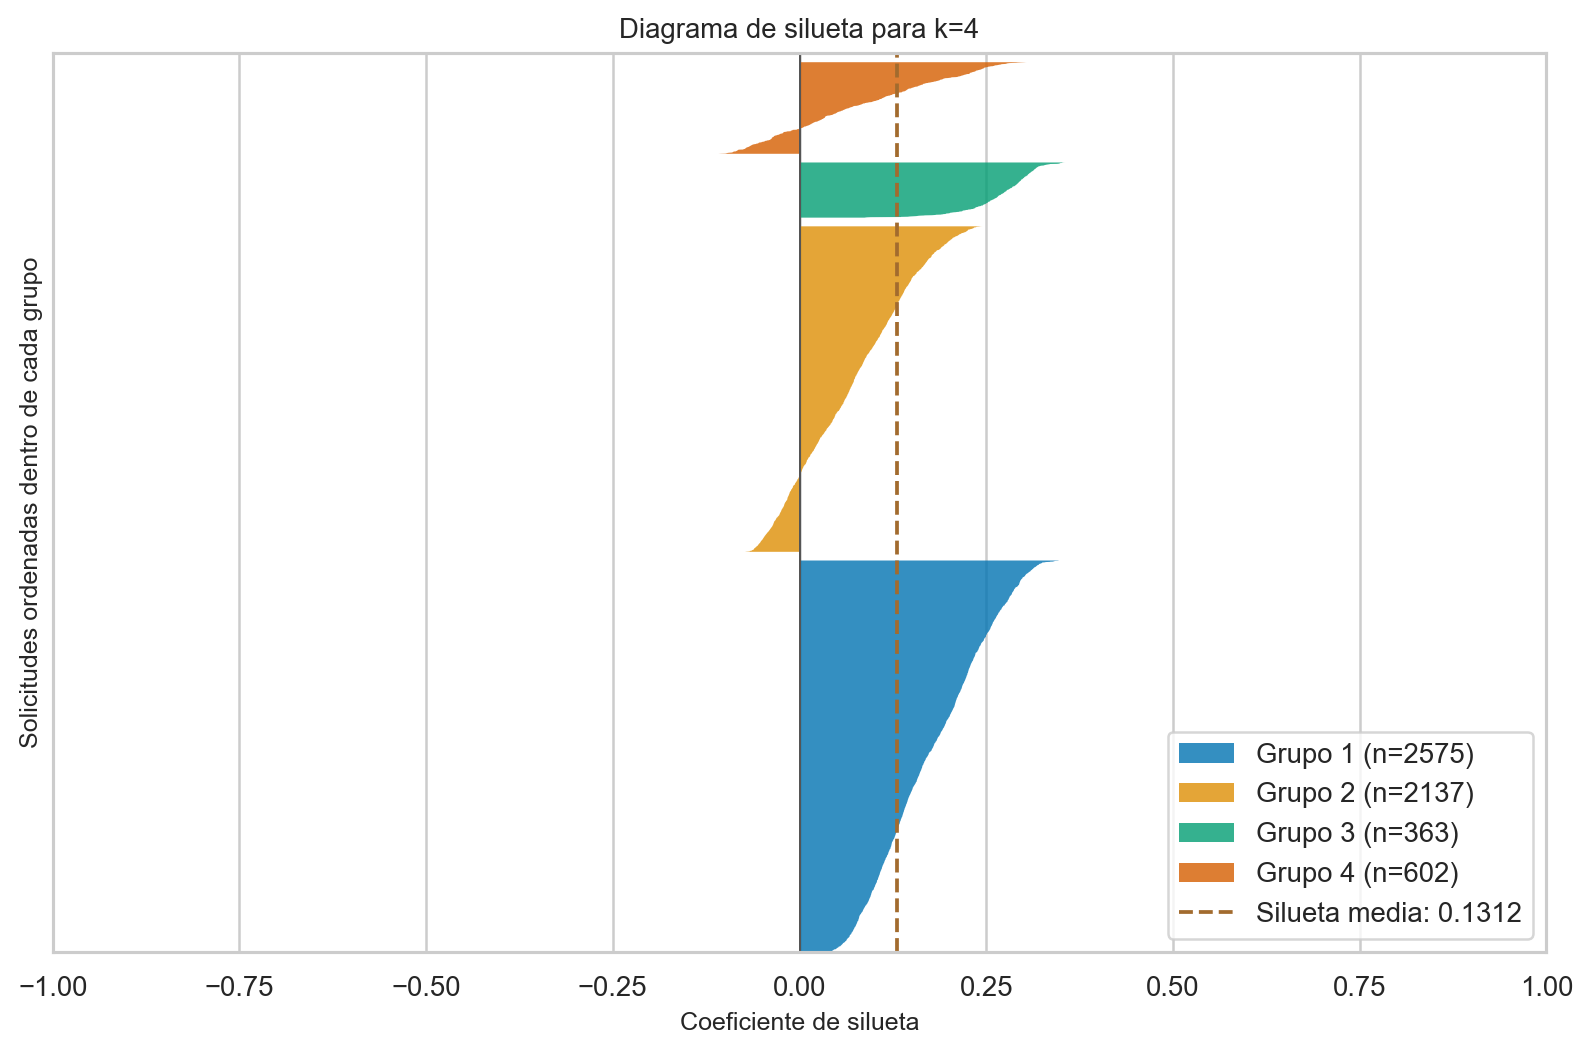 Diagrama de silueta para k=4
Solicitudes ordenadas dentro de cada grupo
Grupo 1 (n=2575)
Grupo 2 (n=2137)
Grupo 3 (n=363)
Grupo 4 (n=602)
Silueta media: 0.1312
−1.00 −0.75 −0.50 −0.25 0.00 0.25 0.50 0.75 1.00
Coeficiente de silueta